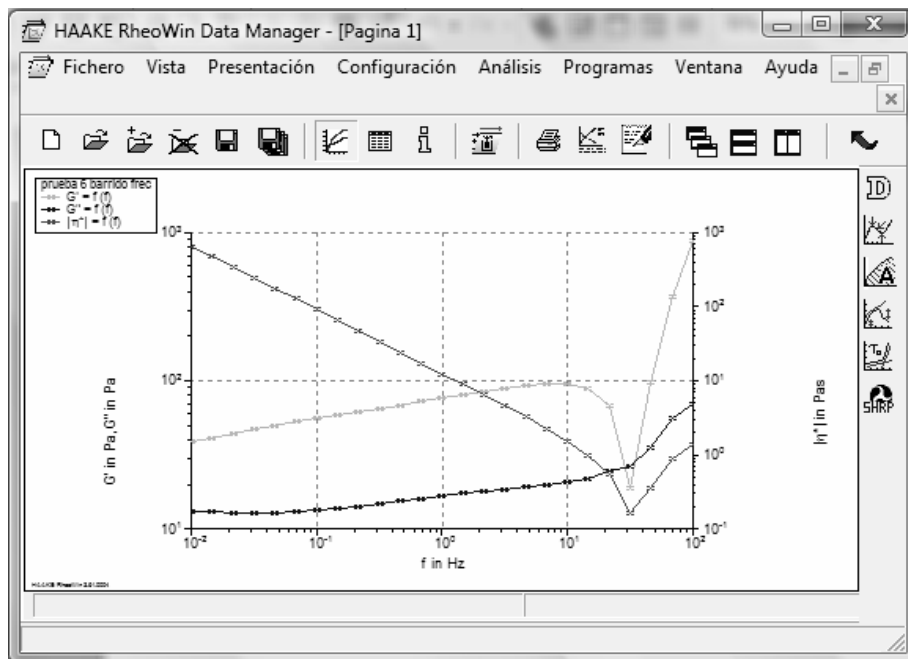 HAAKE RheoWin Data Manager - [Pagina 1]
Fichero Vista Presentación Configuración Análisis Programas Ventana Ayuda
prueba 6 barrido frec
G' = f (f)
G'' = f (f)
|η*| = f (f)
10³
10²
10¹
G' in Pa, G'' in Pa
10³
10²
10¹
10⁰
10⁻¹
|η*| in Pas
10⁻² 10⁻¹ 10⁰ 10¹ 10² 
f in Hz
D
A
SHRP